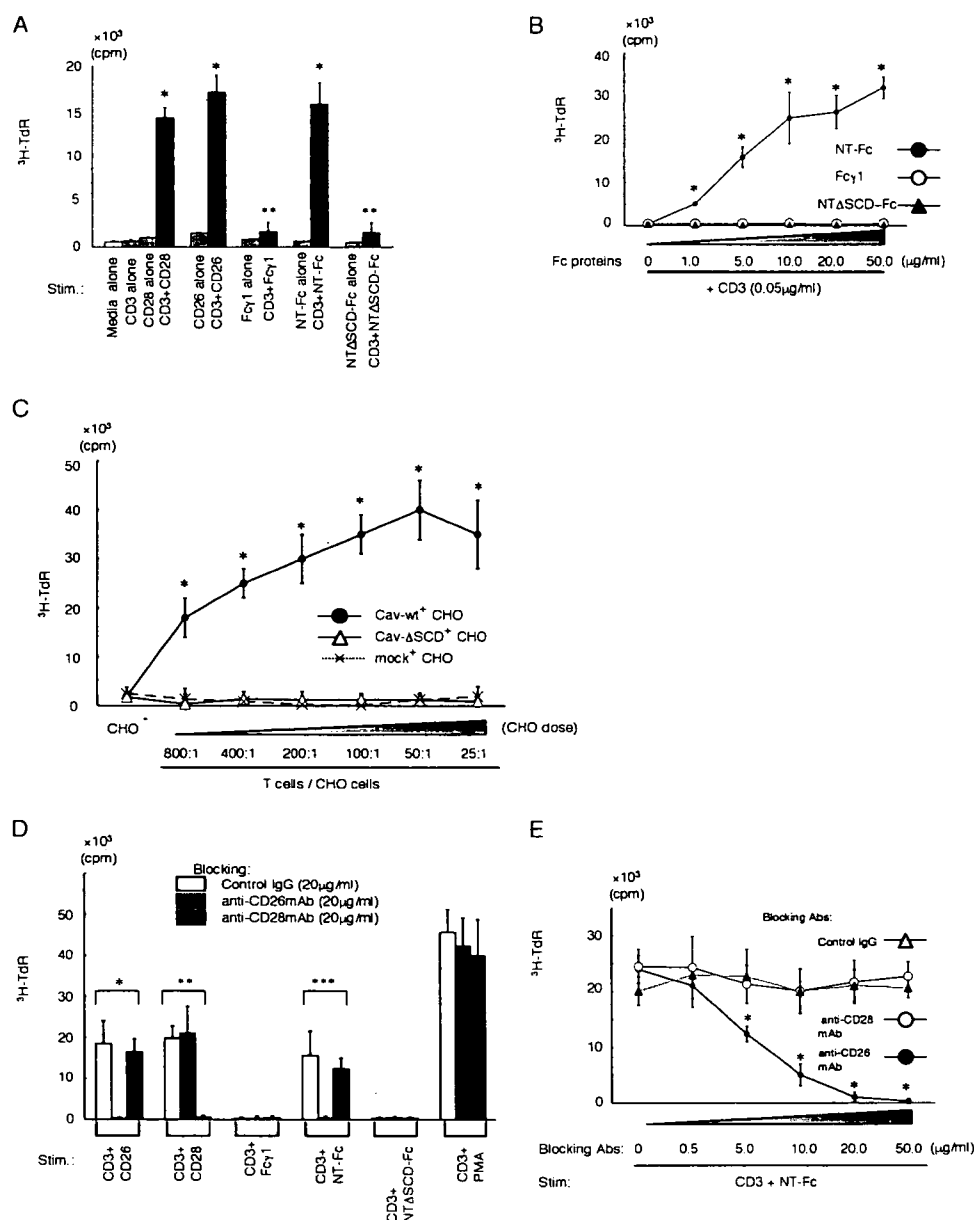 A
×10³
(cpm)
20
15
10
5
0
³H-TdR
Stim.:
Media alone
CD3 alone
CD28 alone
CD3+CD28
CD26 alone
CD3+CD26
Fcγ1 alone
CD3+Fcγ1
NT-Fc alone
CD3+NT-Fc
NTΔSCD-Fc alone
CD3+NTΔSCD-Fc
*
*
**
*
**
B
×10³
(cpm)
40
30
20
10
0
³H-TdR
*
*
*
*
*
NT-Fc
Fcγ1
NTΔSCD-Fc
Fc proteins
0 1.0 5.0 10.0 20.0 50.0 (μg/ml)
+ CD3 (0.05μg/ml)
C
×10³
(cpm)
50
40
30
20
10
0
³H-TdR
*
*
*
*
*
*
Cav-wt⁺ CHO
Cav-ΔSCD⁺ CHO
mock⁺ CHO
CHO⁻
(CHO dose)
800:1 400:1 200:1 100:1 50:1 25:1
T cells / CHO cells
D
×10³
(cpm)
50
40
30
20
10
0
³H-TdR
Blocking:
Control IgG (20μg/ml)
anti-CD26mAb (20μg/ml)
anti-CD28mAb (20μg/ml)
*
**
***
Stim.:
CD3+
CD26
CD3+
CD28
CD3+
Fcγ1
CD3+
NT-Fc
CD3+
NTΔSCD-Fc
CD3+
PMA
E
×10³
(cpm)
30
20
10
0
³H-TdR
Blocking Abs:
Control IgG
anti-CD28
mAb
anti-CD26
mAb
*
*
*
*
Blocking Abs: 0 0.5 5.0 10.0 20.0 50.0 (μg/ml)
Stim: CD3 + NT-Fc